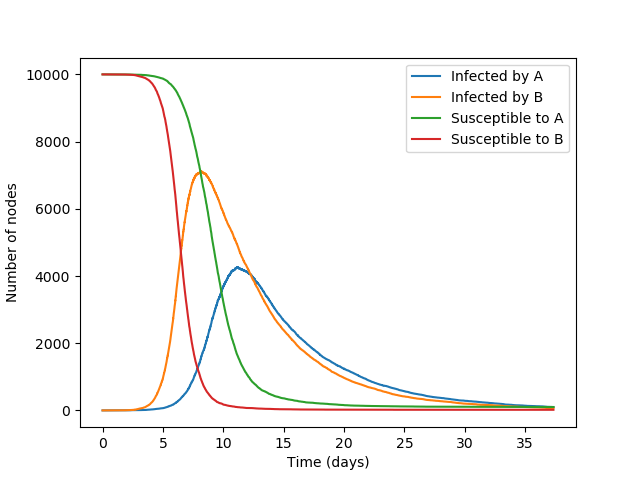 10000
8000
6000
4000
2000
0
Number of nodes
0 5 10 15 20 25 30 35
Time (days)
Infected by A
Infected by B
Susceptible to A
Susceptible to B